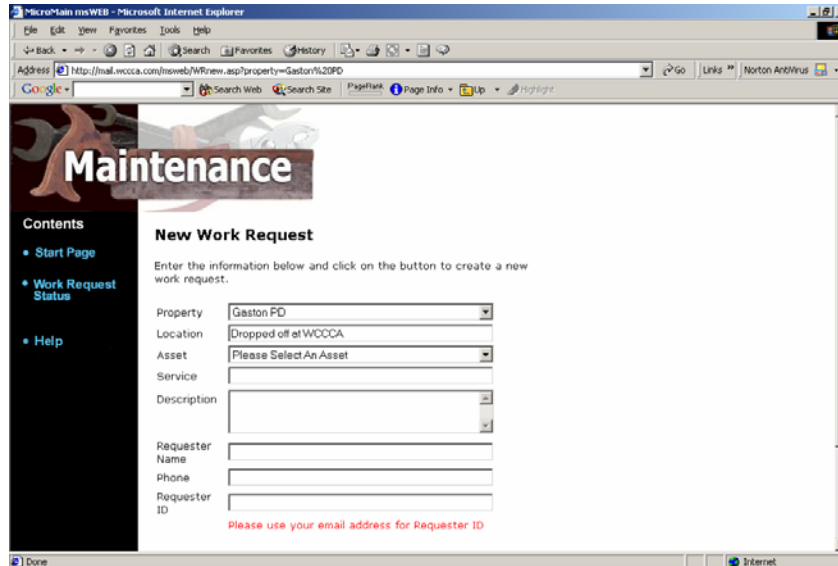 MicroMain msWEB - Microsoft Internet Explorer
File Edit View Favorites Tools Help
Back Search Favorites History
Address http://mail.wccca.com/msweb/WRnew.asp?property=Gaston%20PD Go Links » Norton AntiVirus
Google Search Web Search Site PageRank Page Info Up Highlight
Maintenance
Contents
Start Page
Work Request
Status
Help
New Work Request
Enter the information below and click on the button to create a new
work request.
Property Gaston PD
Location Dropped off at WCCCA
Asset Please Select An Asset
Service
Description
Requester
Name
Phone
Requester
ID
Please use your email address for Requester ID
Done Internet